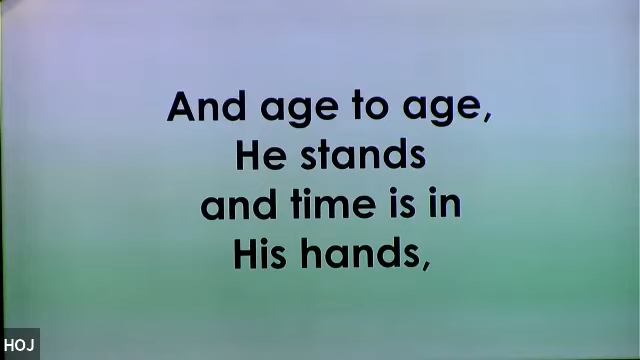 And age to age,
He stands
and time is in
His hands,
HOJ